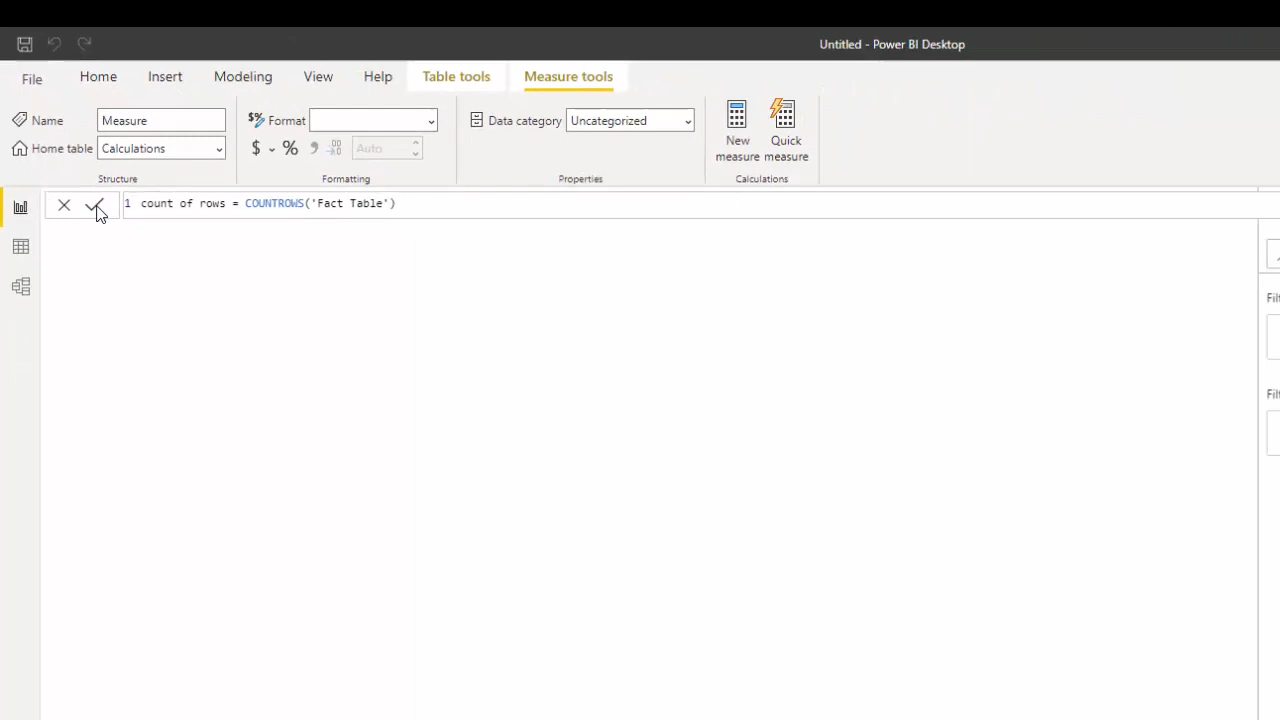 Untitled - Power BI Desktop
File Home Insert Modeling View Help Table tools Measure tools
Name Measure
Home table Calculations
Structure
$% Format
$ % 9 .00 Auto
Formatting
Data category Uncategorized
Properties
New measure
Quick measure
Calculations
1 count of rows = COUNTROWS('Fact Table')
Filt
Filt